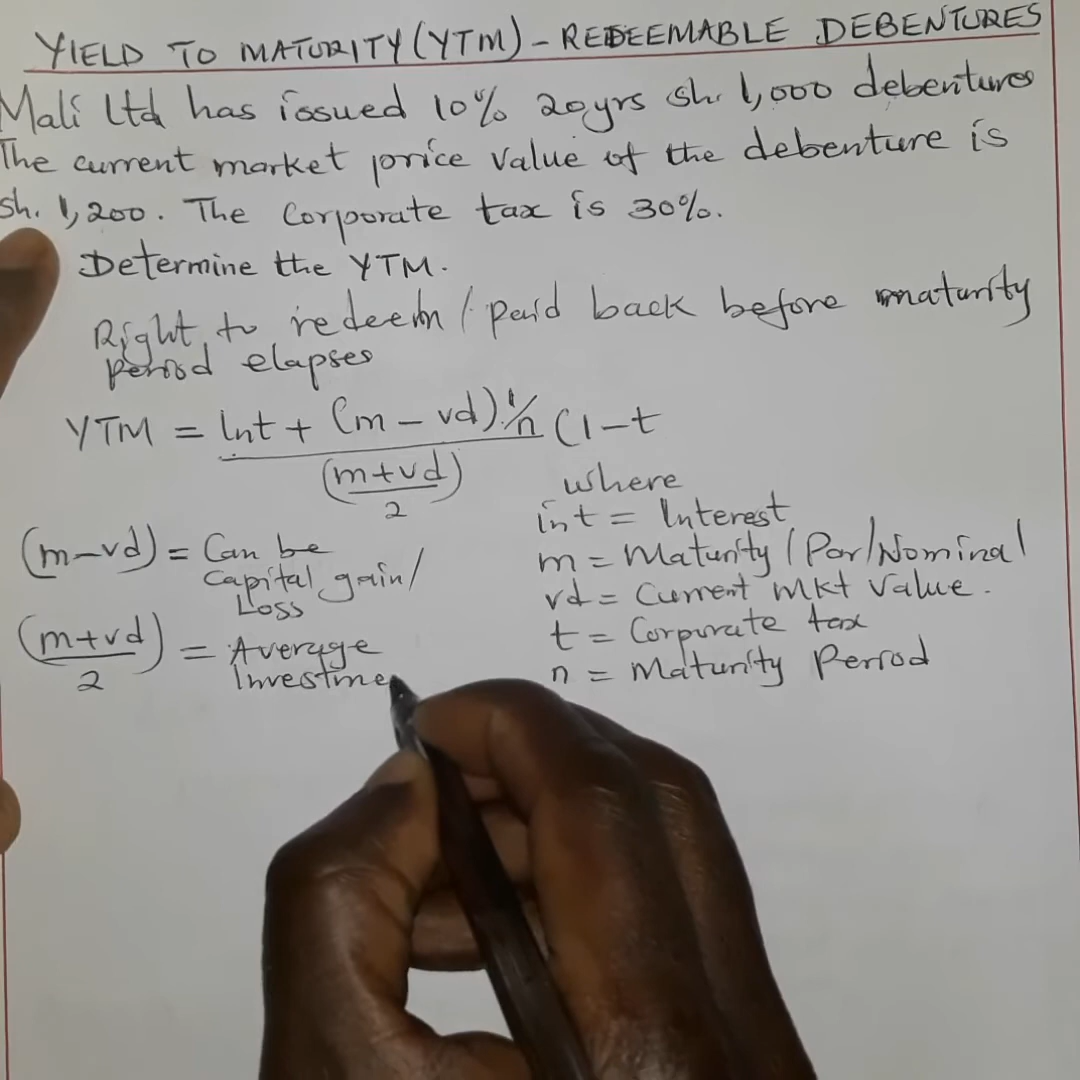 YIELD TO MATURITY (YTM) - REDEEMABLE DEBENTURES
Mali Ltd has issued 10% 20yrs sh. 1,000 debentures
The current market price value of the debenture is
sh. 1,200. The corporate tax is 30%.
Determine the YTM.
Right to redeem / paid back before maturity
period elapses
YTM = Int + (m - vd) 1/n (1-t
(m+vd)
2
where
int = Interest
m = Maturity / Par/Nominal
vd = Current mkt value.
t = Corporate tax
n = Maturity Period
(m-vd) = Can be
capital gain/
Loss
(m+vd)
2
= Average
Investme